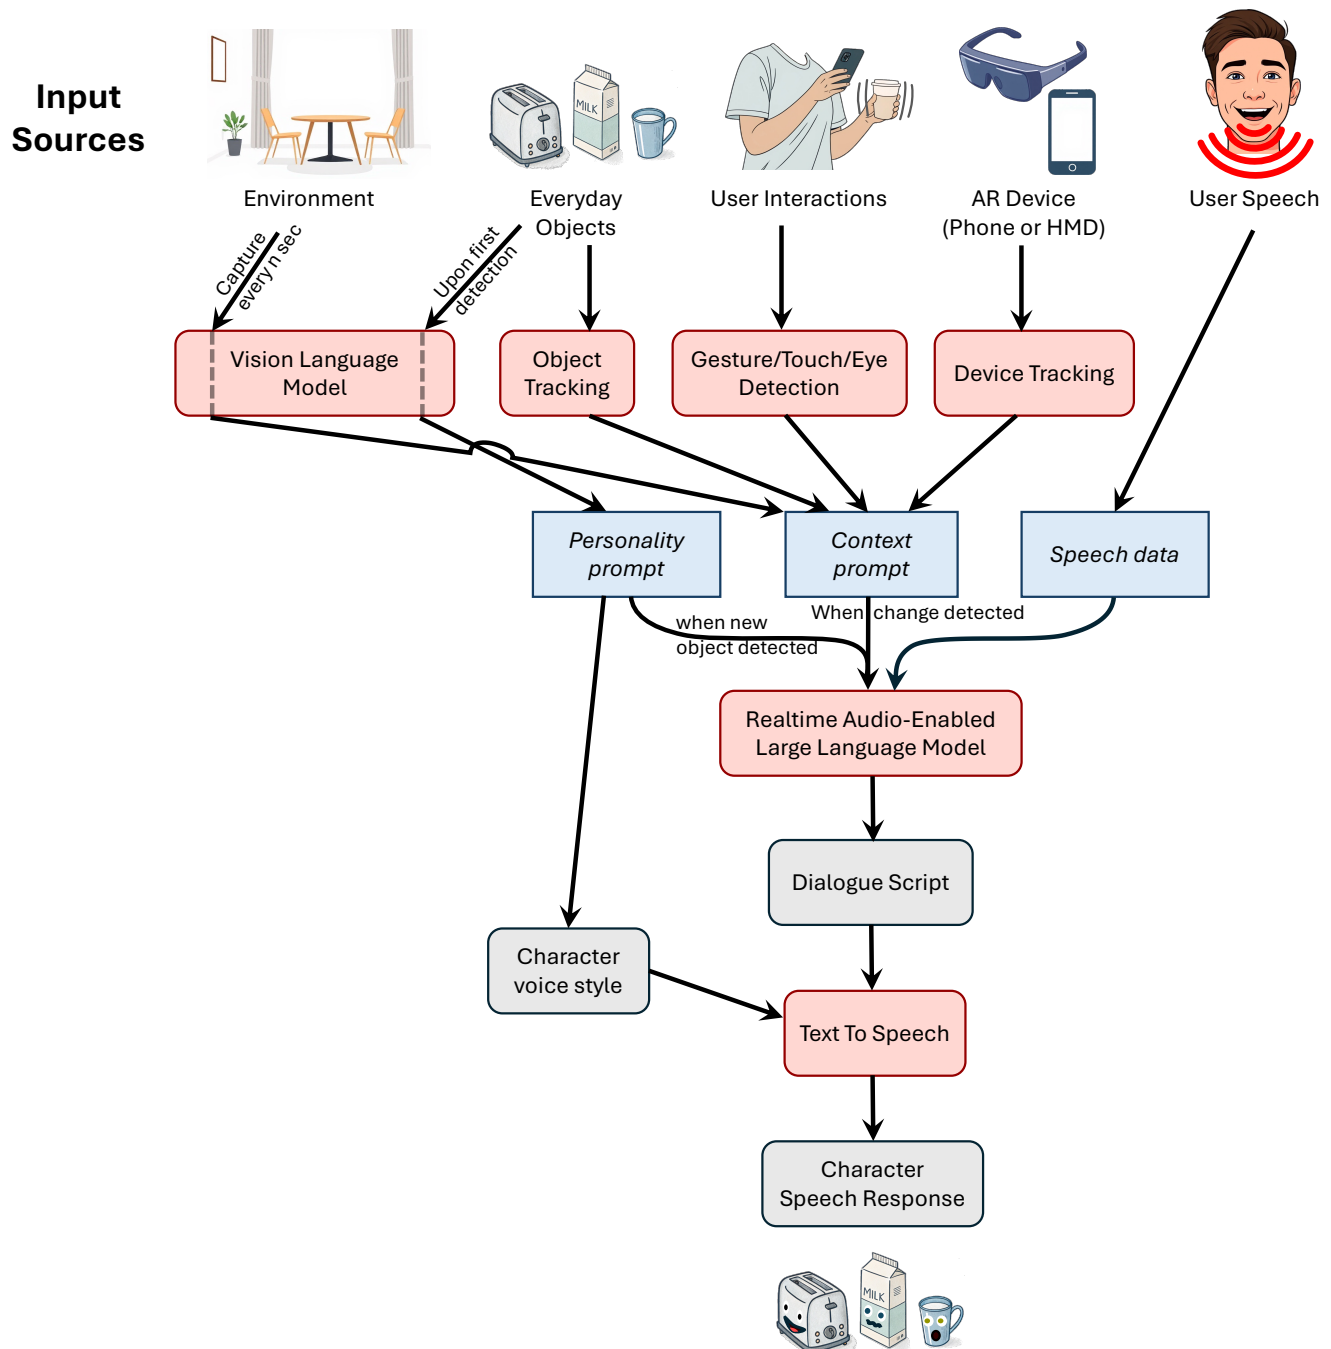 Input
Sources
MILK
Environment
Everyday
Objects
User Interactions
AR Device
(Phone or HMD)
User Speech
Capture
every n sec
Upon first
detection
Vision Language
Model
Object
Tracking
Gesture/Touch/Eye
Detection
Device Tracking
Personality
prompt
Context
prompt
Speech data
when new
object detected
When change detected
Realtime Audio-Enabled
Large Language Model
Dialogue Script
Character
voice style
Text To Speech
Character
Speech Response
MILK